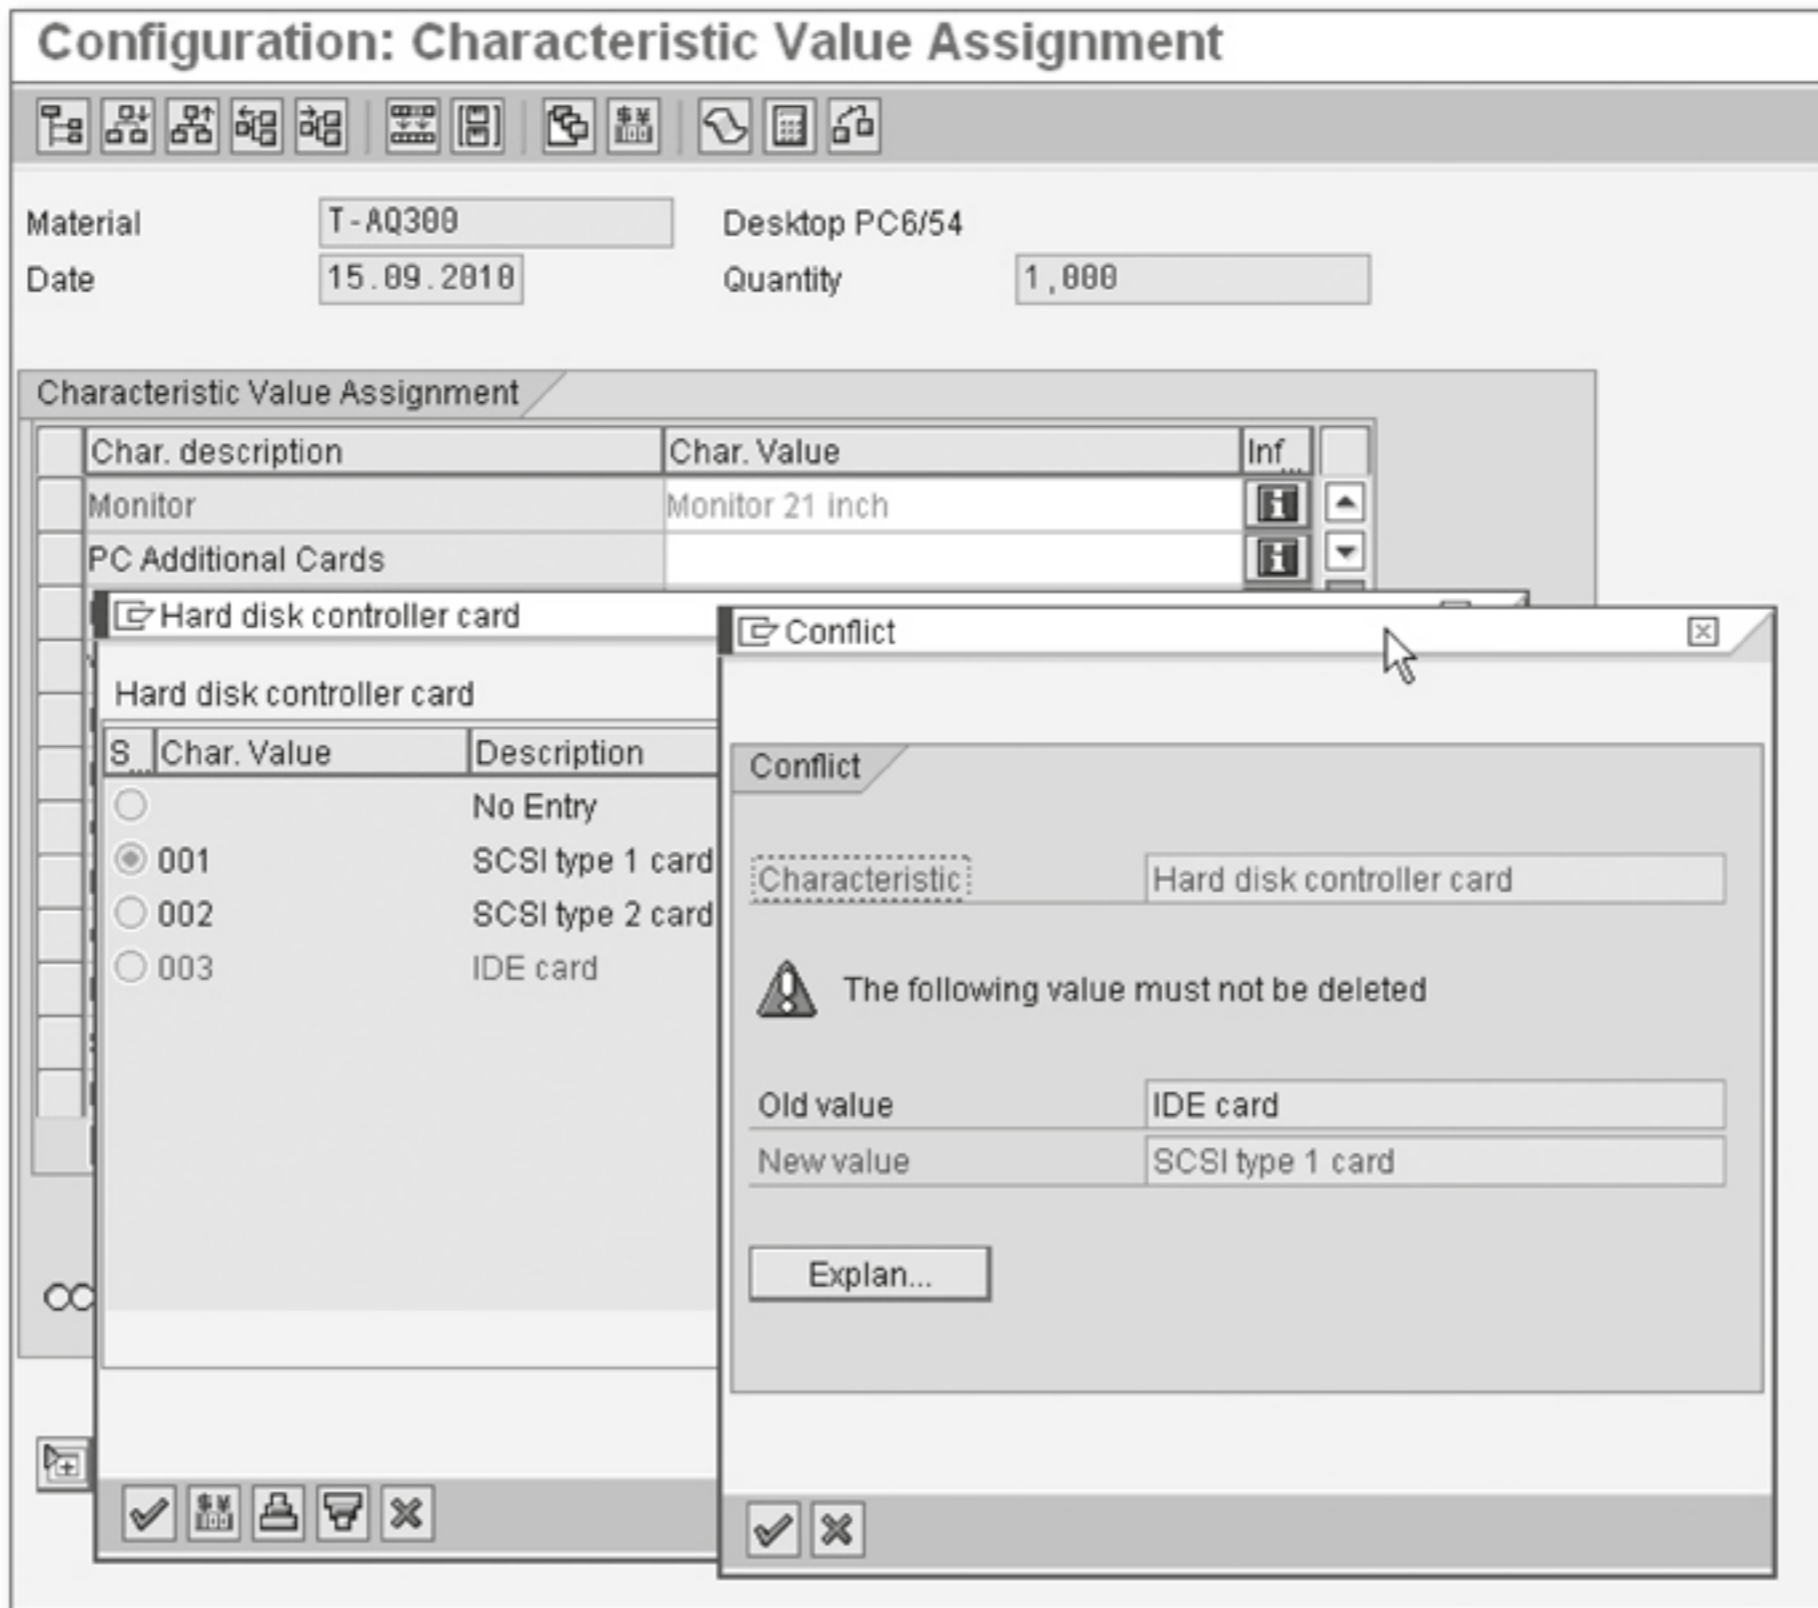 Configuration: Characteristic Value Assignment
Material T-AQ300 Desktop PC6/54
Date 15.09.2010 Quantity 1,000
Characteristic Value Assignment
Char. description Char. Value Inf...
Monitor Monitor 21 inch
PC Additional Cards
Hard disk controller card
Hard disk controller card
S... Char. Value Description
No Entry
001 SCSI type 1 card
002 SCSI type 2 card
003 IDE card
Conflict
Conflict
Characteristic Hard disk controller card
The following value must not be deleted
Old value IDE card
New value SCSI type 1 card
Explan...